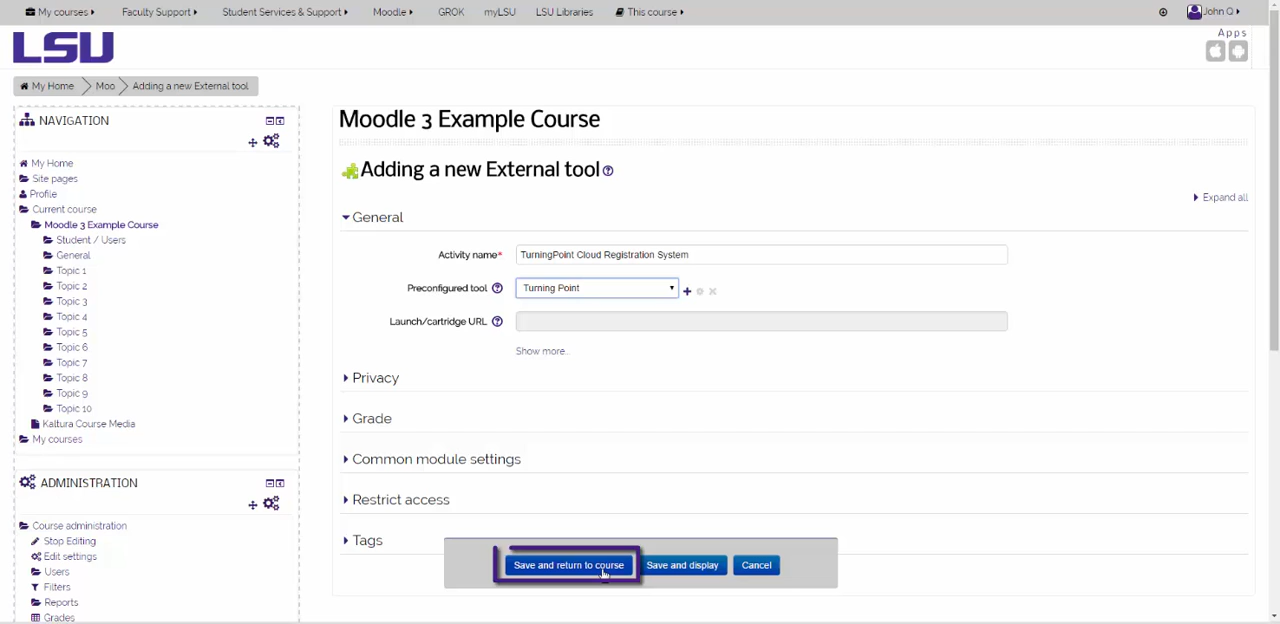 My courses
Faculty Support
Student Services & Support
Moodle
GROK
myLSU
LSU Libraries
This course
John Q
LSU
Apps
My Home
Moo
Adding a new External tool
NAVIGATION
My Home
Site pages
Profile
Current course
Moodle 3 Example Course
Student / Users
General
Topic 1
Topic 2
Topic 3
Topic 4
Topic 5
Topic 6
Topic 7
Topic 8
Topic 9
Topic 10
Kaltura Course Media
My courses
ADMINISTRATION
Course administration
Stop Editing
Edit settings
Users
Filters
Reports
Grades
Moodle 3 Example Course
Adding a new External tool
Expand all
General
Activity name* TurningPoint Cloud Registration System
Preconfigured tool Turning Point
Launch/cartridge URL
Show more...
Privacy
Grade
Common module settings
Restrict access
Tags
Save and return to course
Save and display
Cancel